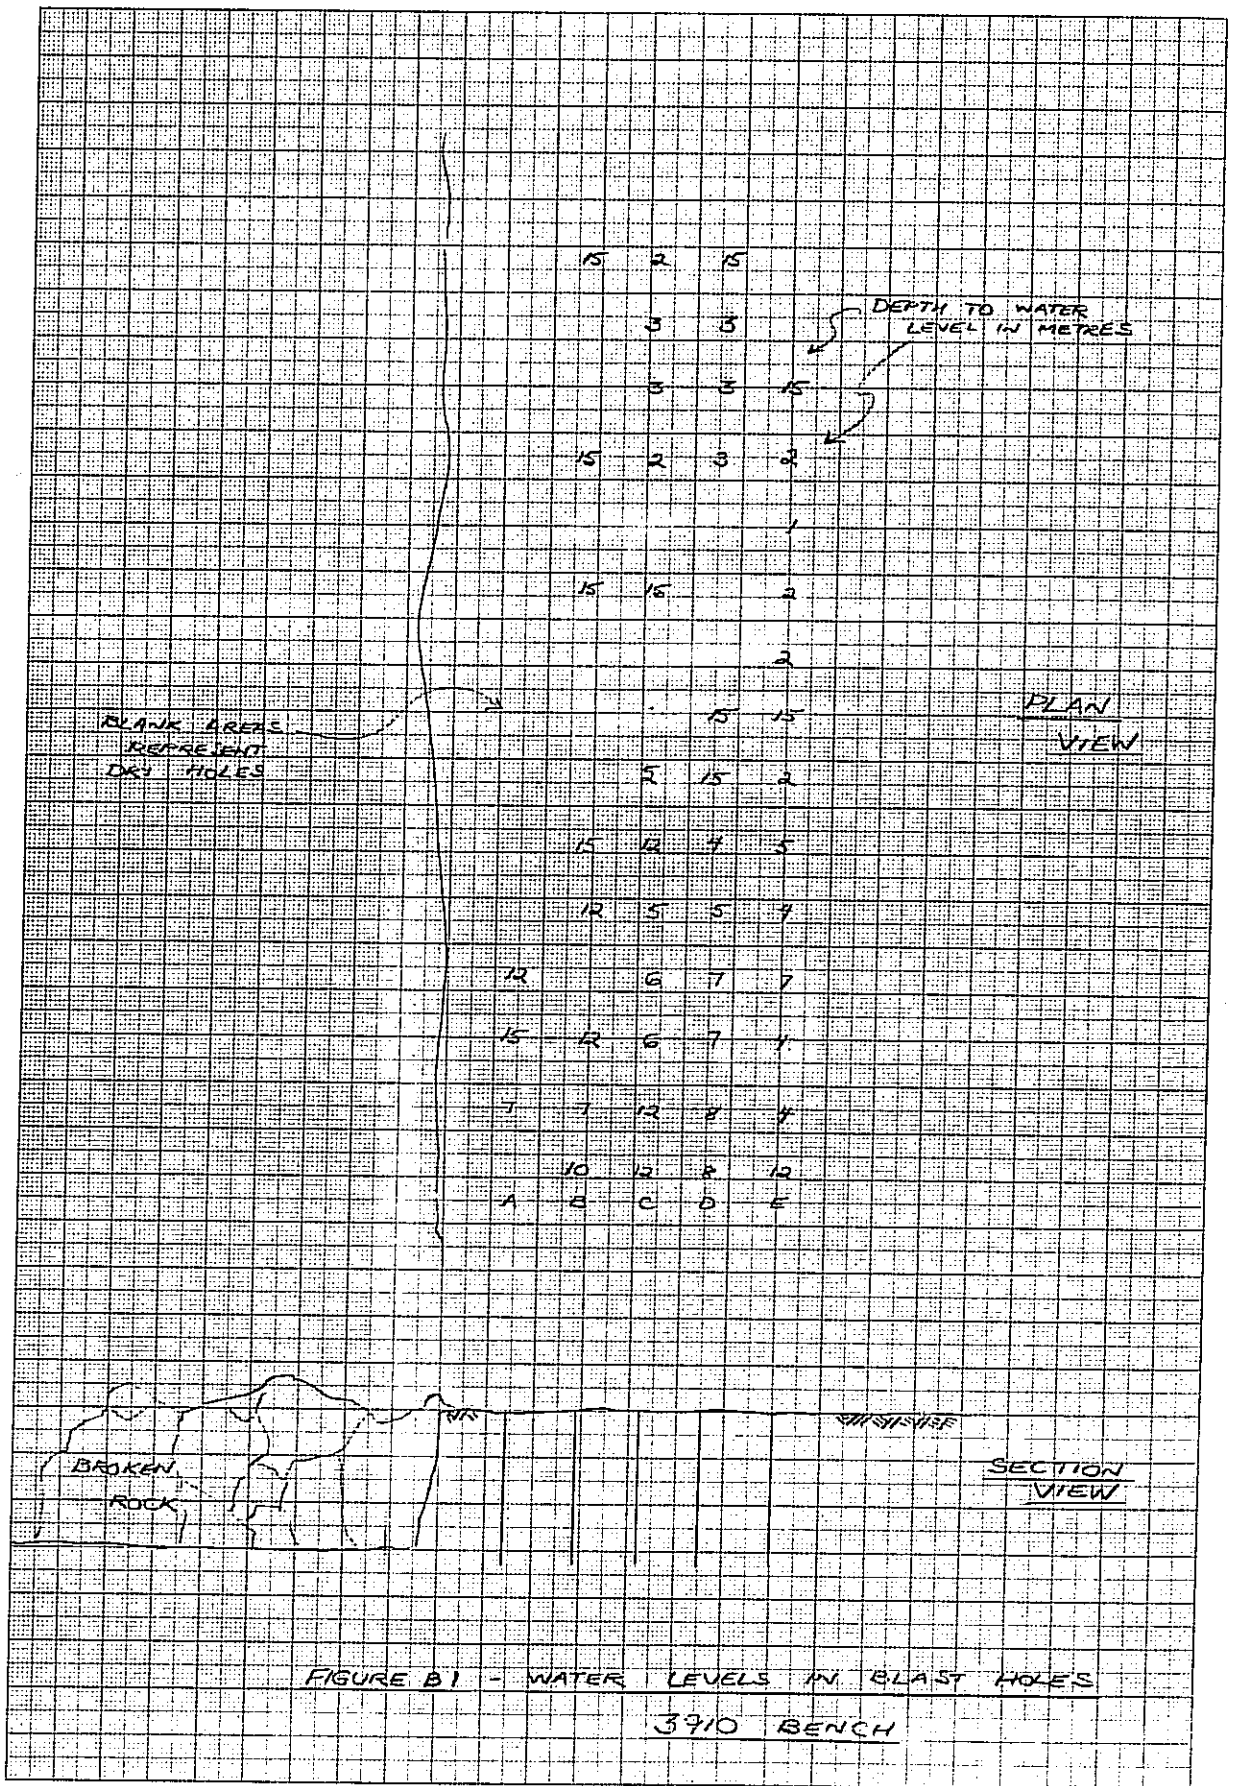 15 2 15
DEPTH TO WATER
LEVEL IN METRES
3 3
3 3 15
15 2 3 2
1
15 15 2
2
BLANK AREAS
REPRESENT
DRY HOLES
15 15
PLAN
VIEW
5 15 2
15 12 4 5
12 5 5 4
12 6 7 7
15 12 6 7
7 7 12 8 4
10 12 8 12
A B C D E
BROKEN
ROCK
SECTION
VIEW
FIGURE B1 - WATER LEVELS IN BLAST HOLES
3910 BENCH